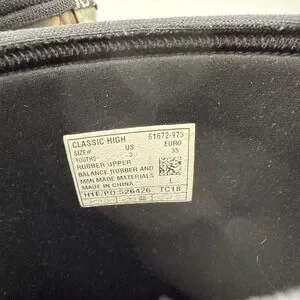 CLASSIC HIGH 61672-973
SIZE# US EURO
YOUTHS- 3 35
RUBBER UPPER
BALANCE RUBBER AND
MAN MADE MATERIALS
MADE IN CHINA L
H1E/PO:526426 TC18